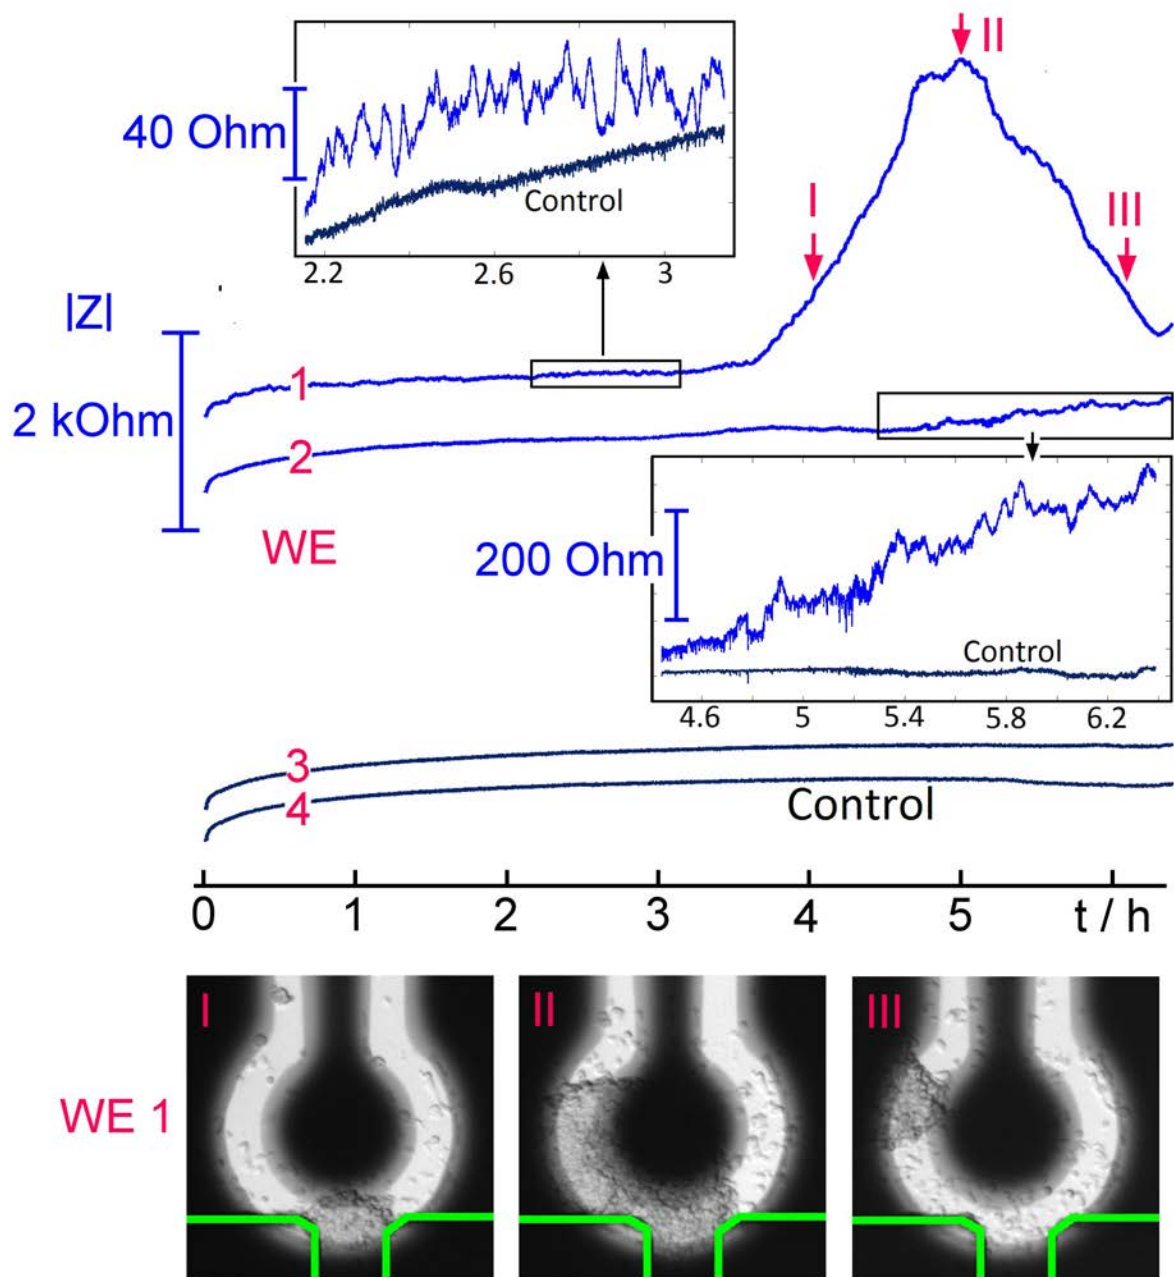 40 Ohm
Control
2.2 2.6 3
I
II
III
|Z|
2 kOhm
1
2
WE
200 Ohm
Control
4.6 5 5.4 5.8 6.2
3
4
Control
0 1 2 3 4 5 t / h
I II III
WE 1